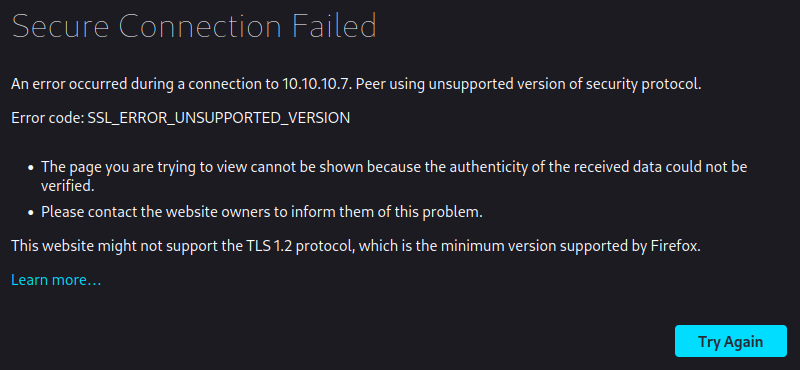 Secure Connection Failed
An error occurred during a connection to 10.10.10.7. Peer using unsupported version of security protocol.
Error code: SSL_ERROR_UNSUPPORTED_VERSION
• The page you are trying to view cannot be shown because the authenticity of the received data could not be
verified.
• Please contact the website owners to inform them of this problem.
This website might not support the TLS 1.2 protocol, which is the minimum version supported by Firefox.
Learn more…
Try Again